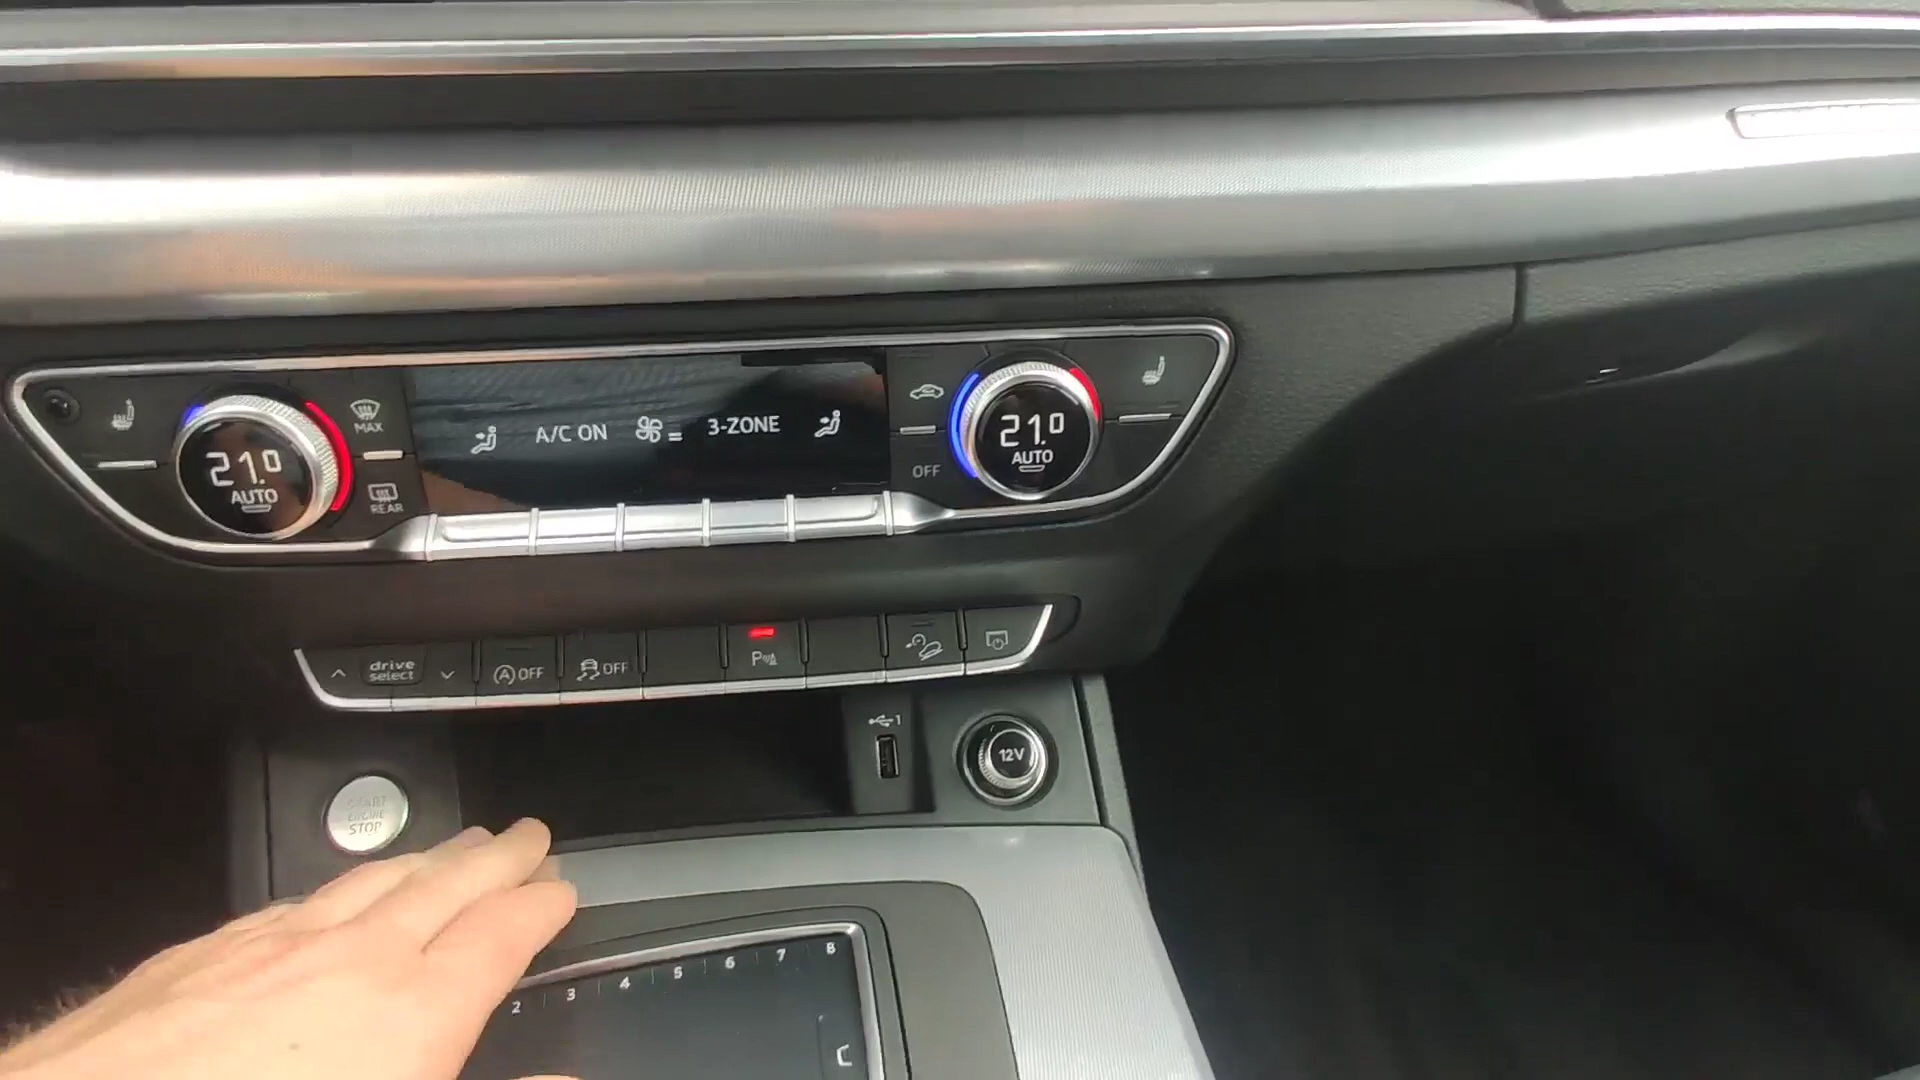 21.0
AUTO
MAX
REAR
A/C ON
3-ZONE
OFF
21.0
AUTO
drive
select
A OFF
OFF
P
1
12V
START
ENGINE
STOP
2 3 4 5 6 7 8